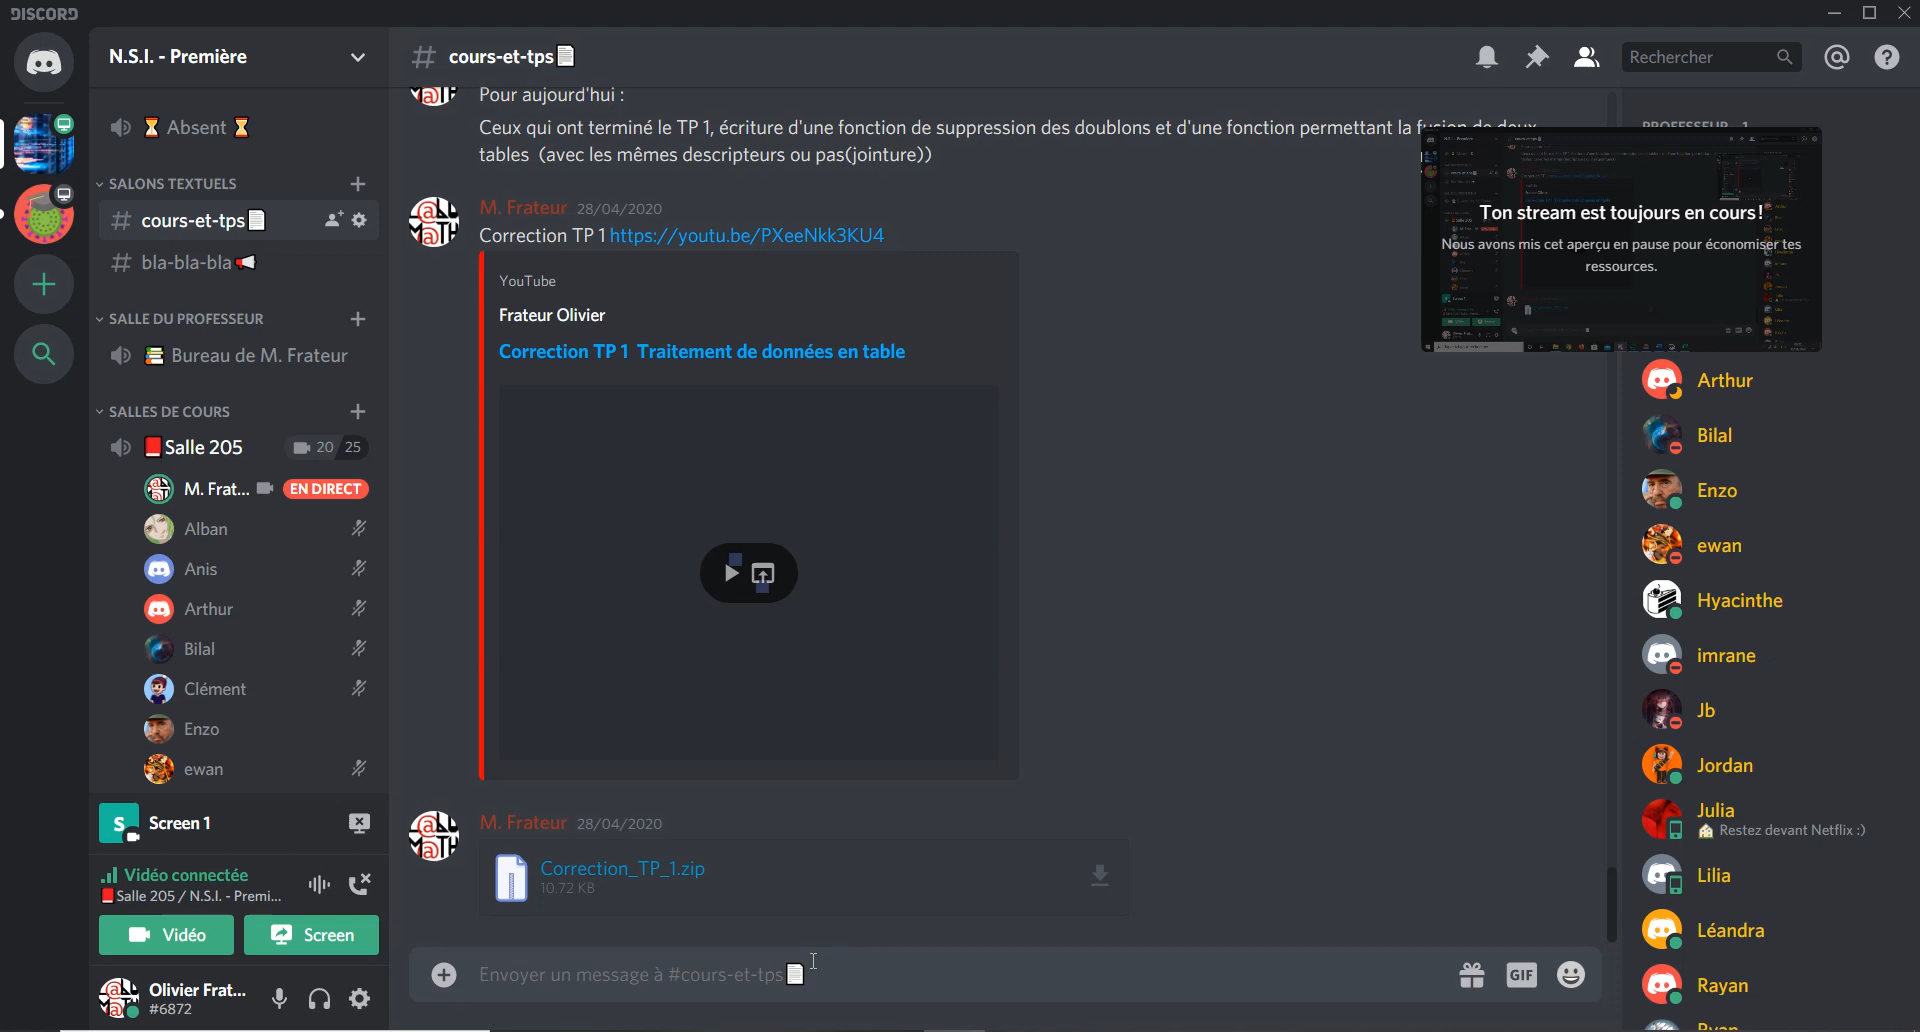 DISCORD
N.S.I. - Première
Absent
SALONS TEXTUELS
cours-et-tps
bla-bla-bla
SALLE DU PROFESSEUR
Bureau de M. Frateur
SALLES DE COURS
Salle 205
20 25
M. Frat... EN DIRECT
Alban
Anis
Arthur
Bilal
Clément
Enzo
ewan
S Screen 1
Vidéo connectée
Salle 205 / N.S.I. - Premi...
Vidéo Screen
Olivier Frat...
#6872
# cours-et-tps
Rechercher
Pour aujourd'hui :
Ceux qui ont terminé le TP 1, écriture d'une fonction de suppression des doublons et d'une fonction permettant la fusion de deux
tables (avec les mêmes descripteurs ou pas(jointure))
M. Frateur 28/04/2020
Correction TP 1 https://youtu.be/PXeeNkk3KU4
YouTube
Frateur Olivier
Correction TP 1 Traitement de données en table
M. Frateur 28/04/2020
Correction_TP_1.zip
10.72 KB
Envoyer un message à #cours-et-tps
GIF
PROFESSEUR—1
Ton stream est toujours en cours !
Nous avons mis cet aperçu en pause pour économiser tes
ressources.
Arthur
Bilal
Enzo
ewan
Hyacinthe
imrane
Jb
Jordan
Julia
Restez devant Netflix :)
Lilia
Léandra
Rayan